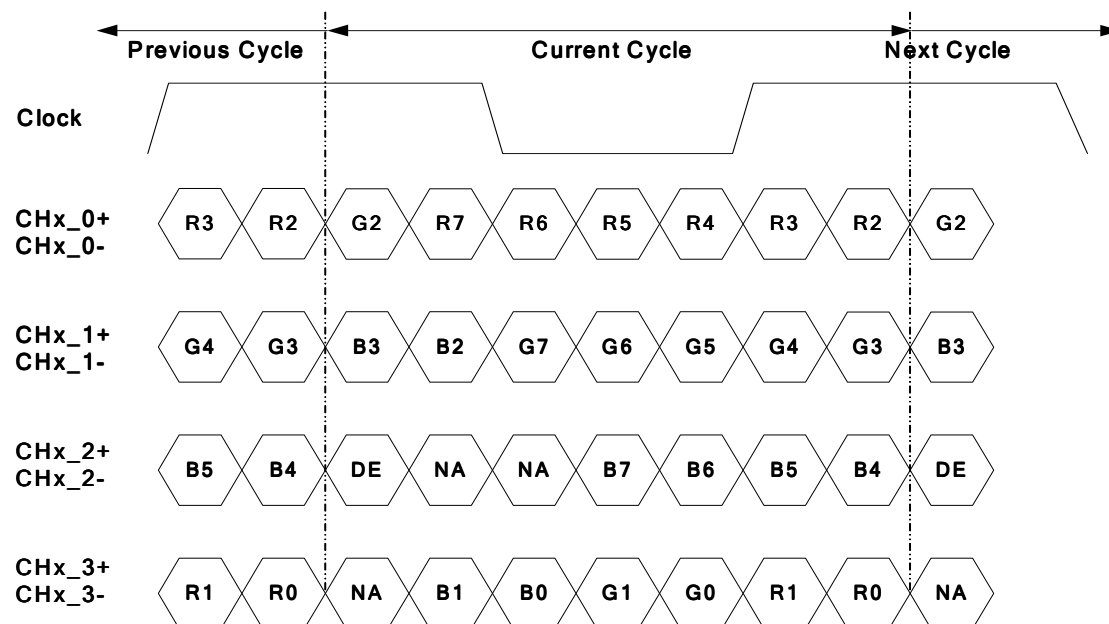 Previous Cycle Current Cycle Next Cycle
Clock
CHx_0+
CHx_0-
R3 R2 G2 R7 R6 R5 R4 R3 R2 G2
CHx_1+
CHx_1-
G4 G3 B3 B2 G7 G6 G5 G4 G3 B3
CHx_2+
CHx_2-
B5 B4 DE NA NA B7 B6 B5 B4 DE
CHx_3+
CHx_3-
R1 R0 NA B1 B0 G1 G0 R1 R0 NA